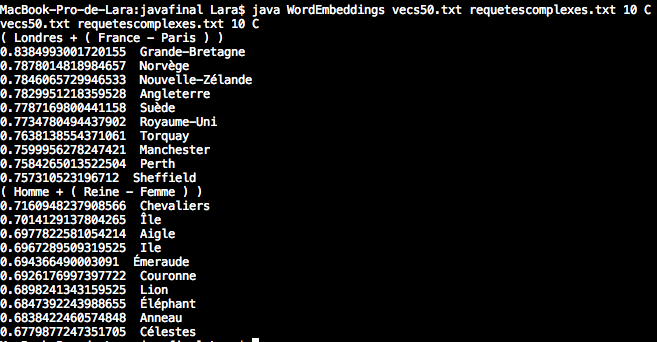 MacBook-Pro-de-Lara:javafinal Lara$ java WordEmbeddings vecs50.txt requetescomplexes.txt 10 C
vecs50.txt requetescomplexes.txt 10 C
( Londres + ( France - Paris ) )
0.8384993001720155  Grande-Bretagne
0.7878014818984657  Norvège
0.7846065729946533  Nouvelle-Zélande
0.7829951218359528  Angleterre
0.7787169800441158  Suède
0.7734780494437902  Royaume-Uni
0.7638138554371061  Torquay
0.7599956278247421  Manchester
0.7584265013522504  Perth
0.757310523196712  Sheffield
( Homme + ( Reine - Femme ) )
0.7160948237908566  Chevaliers
0.7014129137804265  Île
0.6977822581054214  Aigle
0.6967289509319525  Ile
0.694366490003091  Émeraude
0.6926176997397722  Couronne
0.6898241343159525  Lion
0.6847392243988655  Éléphant
0.6838422460574848  Anneau
0.6779877247351705  Célestes